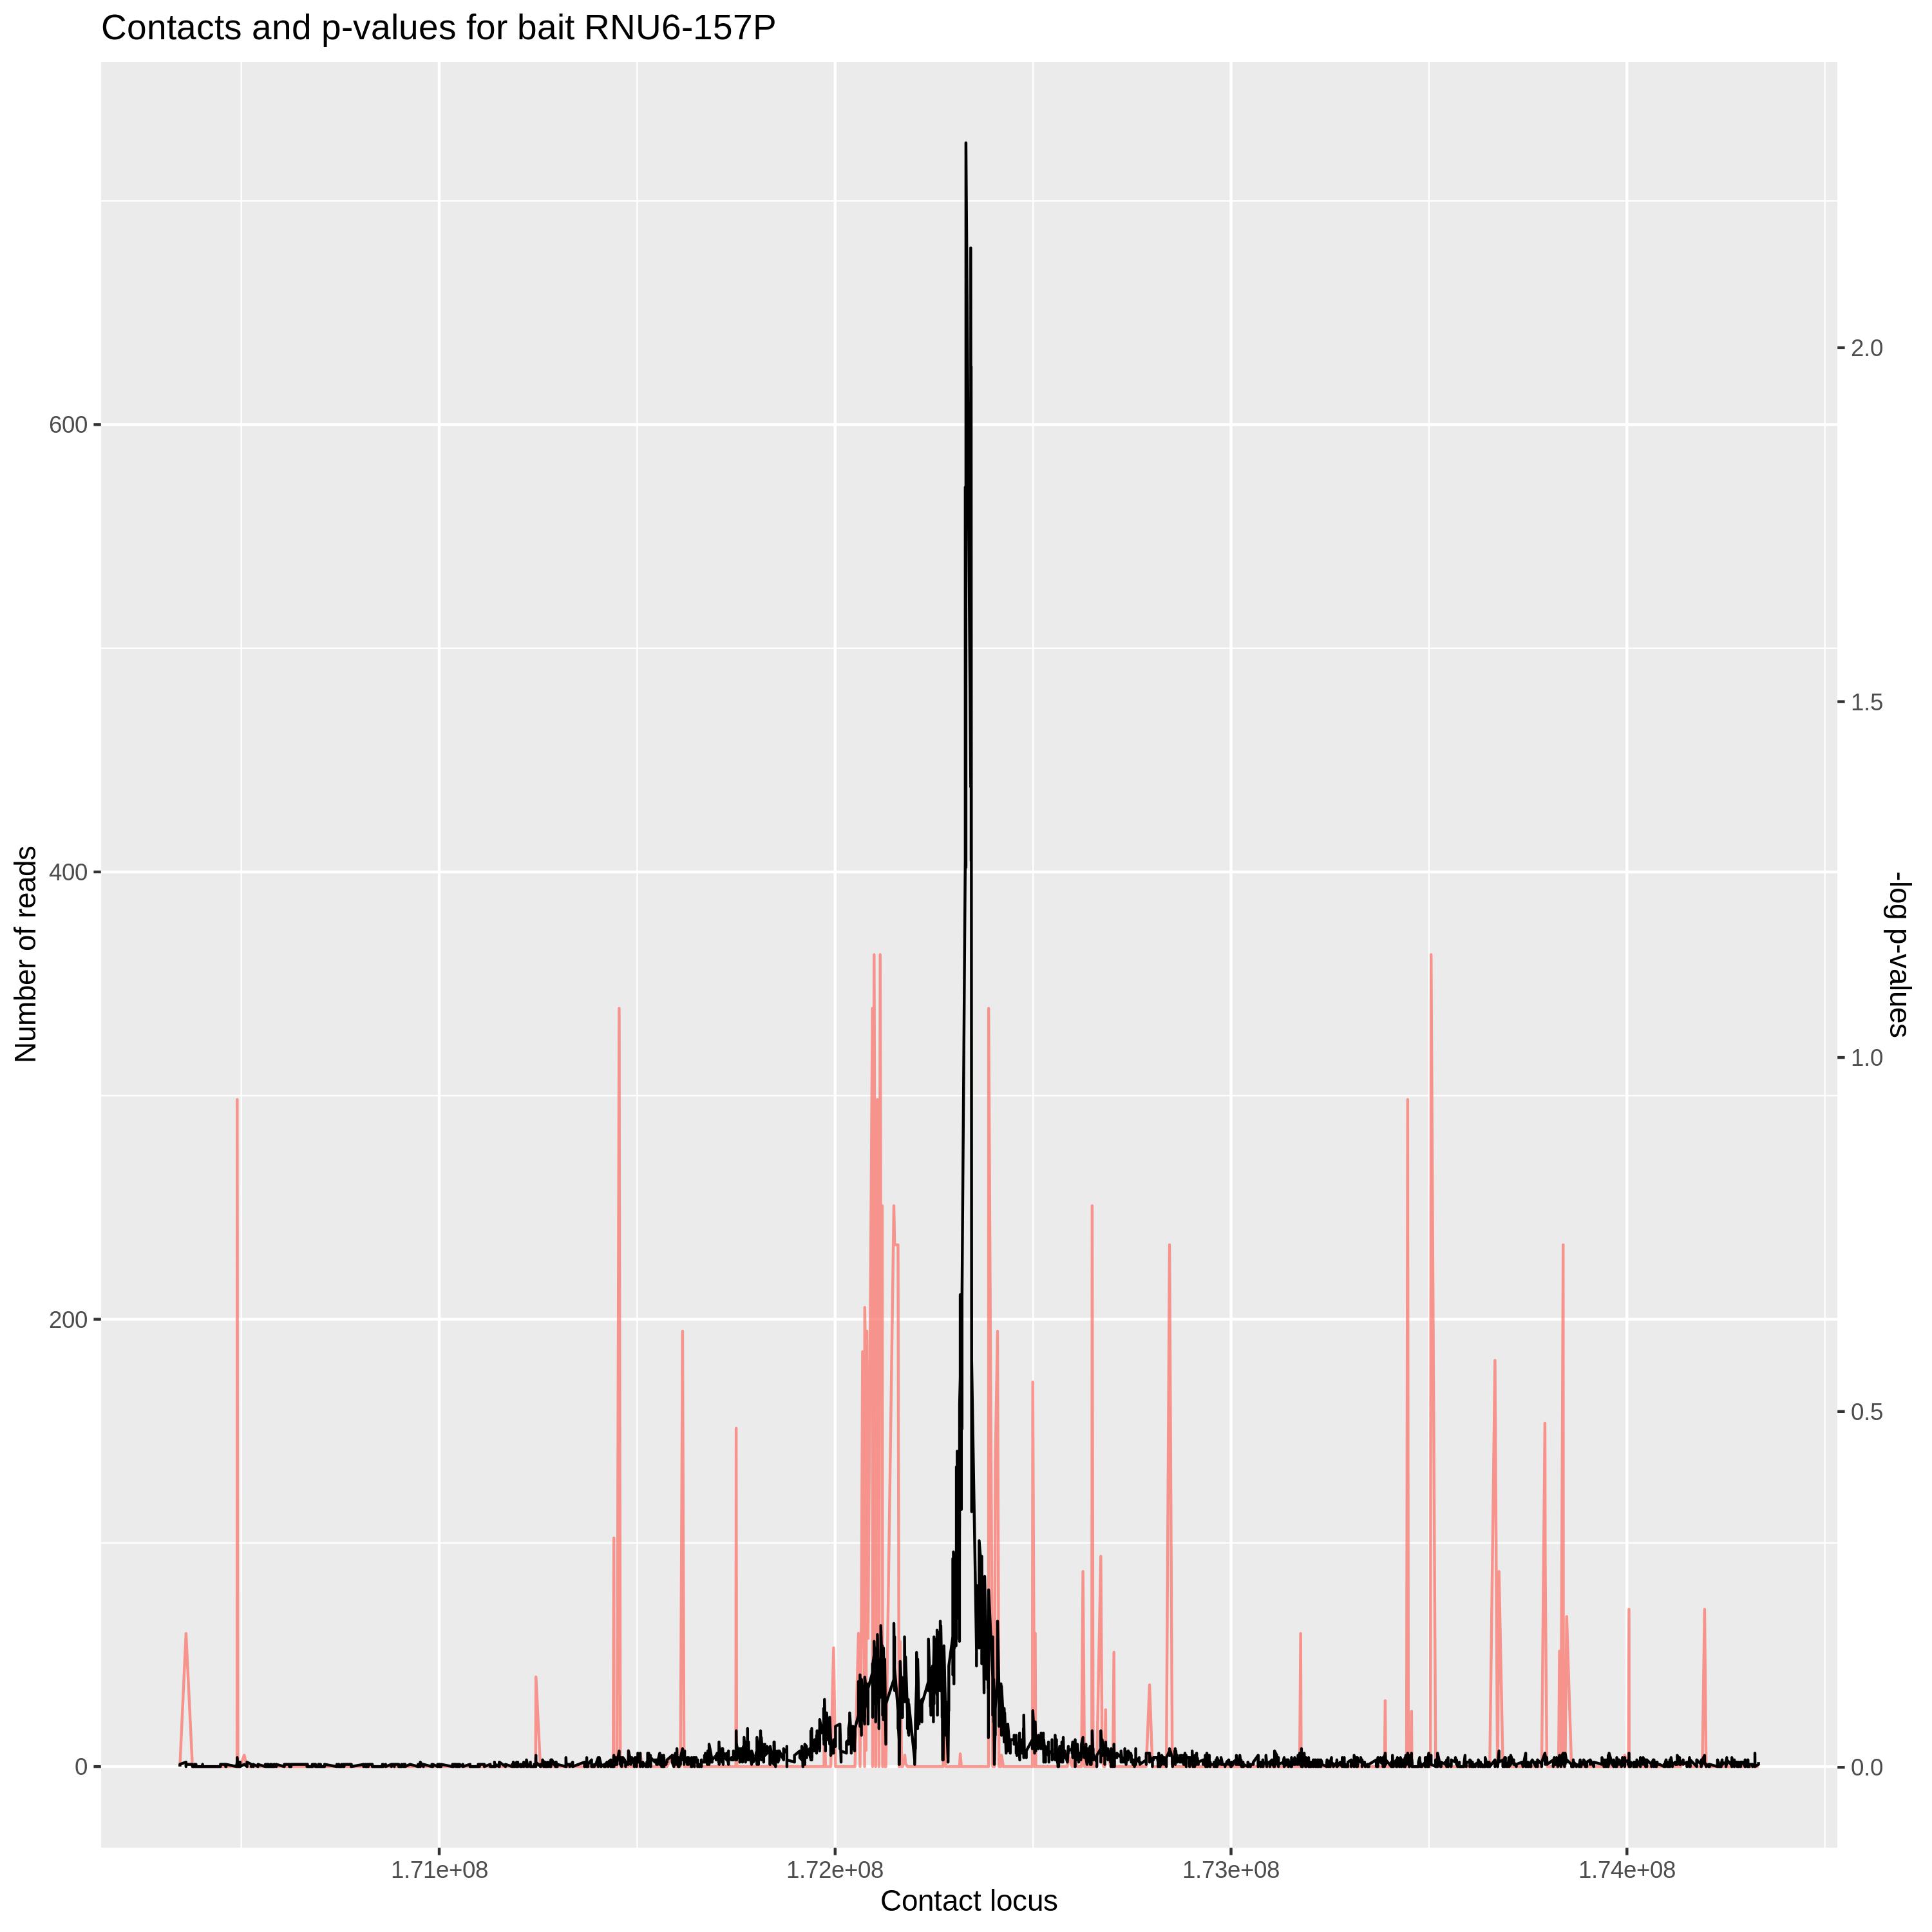 Contacts and p-values for bait RNU6-157P
600
400
200
0
2.0
1.5
1.0
0.5
0.0
Number of reads
-log p-values
1.71e+08
1.72e+08
1.73e+08
1.74e+08
Contact locus